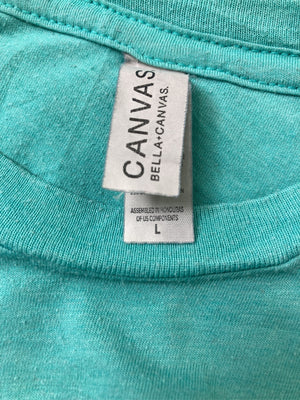 CANVAS
BELLA+CANVAS.
ASSEMBLED IN HONDURAS
OF US COMPONENTS
L